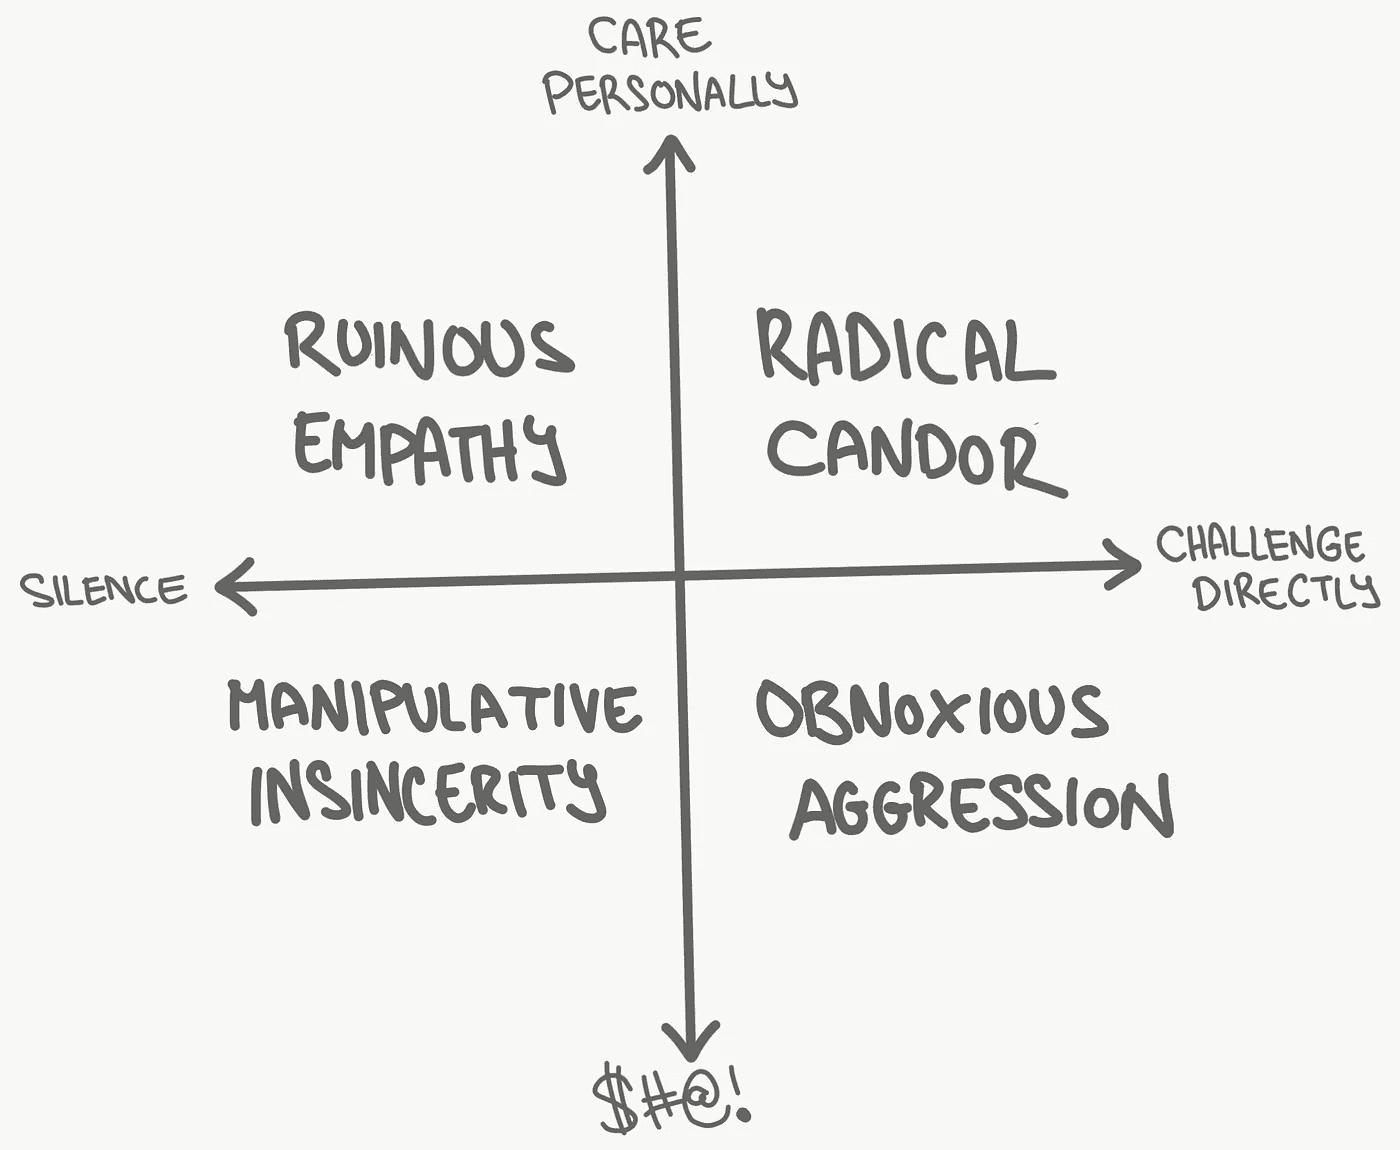 CARE
PERSONALLY
RUINOUS
EMPATHY
RADICAL
CANDOR
SILENCE
CHALLENGE
DIRECTLY
MANIPULATIVE
INSINCERITY
OBNOXIOUS
AGGRESSION
$#@!